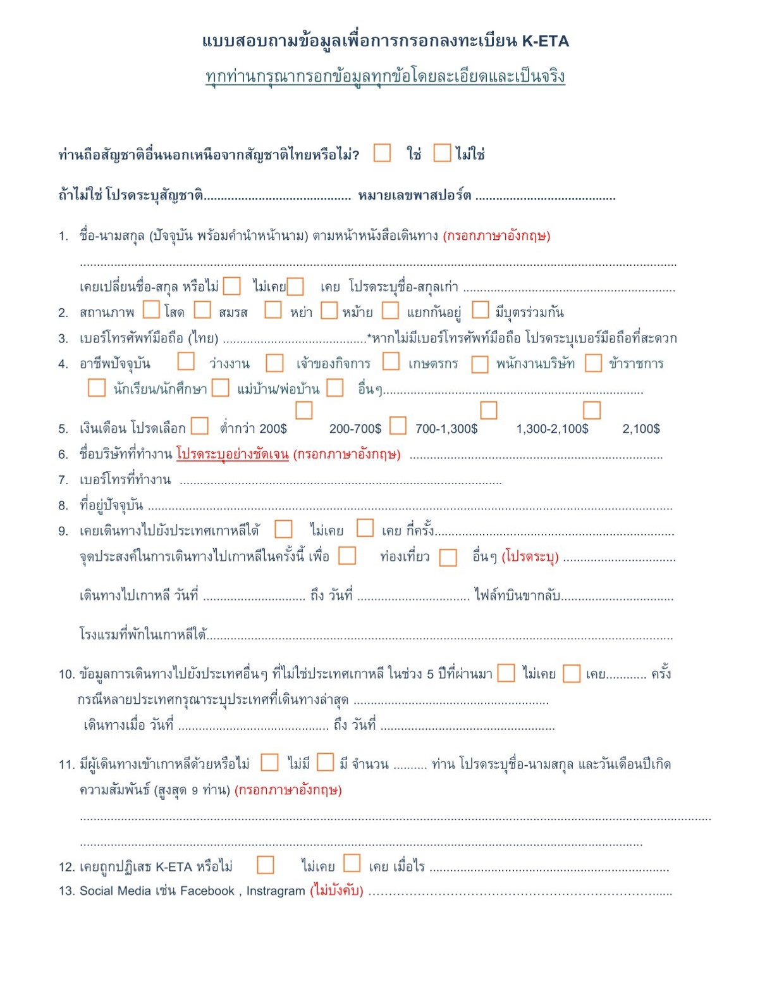 แบบสอบถามข้อมูลเพื่อการกรอกลงทะเบียน K-ETA
ทุกท่านกรุณากรอกข้อมูลทุกข้อโดยละเอียดและเป็นจริง
ท่านถือสัญชาติอื่นนอกเหนือจากสัญชาติไทยหรือไม่? ☐ ใช่ ☐ ไม่ใช่
ถ้าไม่ใช่ โปรดระบุสัญชาติ........................................... หมายเลขพาสปอร์ต .........................................
1. ชื่อ-นามสกุล (ปัจจุบัน พร้อมคำนำหน้านาม) ตามหน้าหนังสือเดินทาง (กรอกภาษาอังกฤษ)
................................................................................
เคยเปลี่ยนชื่อ-สกุล หรือไม่ ☐ ไม่เคย ☐ เคย โปรดระบุชื่อ-สกุลเก่า ..............................................................
2. สถานภาพ ☐ โสด ☐ สมรส ☐ หย่า ☐ หม้าย ☐ แยกกันอยู่ ☐ มีบุตรร่วมกัน
3. เบอร์โทรศัพท์มือถือ (ไทย) ..........................................*หากไม่มีเบอร์โทรศัพท์มือถือ โปรดระบุเบอร์มือถือที่สะดวก
4. อาชีพปัจจุบัน ☐ ว่างงาน ☐ เจ้าของกิจการ ☐ เกษตรกร ☐ พนักงานบริษัท ☐ ข้าราชการ
☐ นักเรียน/นักศึกษา ☐ แม่บ้าน/พ่อบ้าน ☐ อื่นๆ............................................................................
5. เงินเดือน โปรดเลือก ☐ ต่ำกว่า 200$ ☐ 200-700$ ☐ 700-1,300$ ☐ 1,300-2,100$ ☐ 2,100$
6. ชื่อบริษัทที่ทำงาน โปรดระบุอย่างชัดเจน (กรอกภาษาอังกฤษ) ..........................................................................
7. เบอร์โทรที่ทำงาน ..............................................................................................
8. ที่อยู่ปัจจุบัน ................................................................................
9. เคยเดินทางไปยังประเทศเกาหลีใต้ ☐ ไม่เคย ☐ เคย กี่ครั้ง......................................................................
จุดประสงค์ในการเดินทางไปเกาหลีในครั้งนี้ เพื่อ ☐ ท่องเที่ยว ☐ อื่นๆ (โปรดระบุ) .................................
เดินทางไปเกาหลี วันที่ .............................. ถึง วันที่ ................................. ไฟล์ทบินขากลับ.................................
โรงแรมที่พักในเกาหลีใต้................................................................................
10. ข้อมูลการเดินทางไปยังประเทศอื่นๆ ที่ไม่ใช่ประเทศเกาหลี ในช่วง 5 ปีที่ผ่านมา ☐ ไม่เคย ☐ เคย............ ครั้ง
กรณีหลายประเทศกรุณาระบุประเทศที่เดินทางล่าสุด .........................................................
เดินทางเมื่อ วันที่ ............................................ ถึง วันที่ ...................................................
11. มีผู้เดินทางเข้าเกาหลีด้วยหรือไม่ ☐ ไม่มี ☐ มี จำนวน .......... ท่าน โปรดระบุชื่อ-นามสกุล และวันเดือนปีเกิด
ความสัมพันธ์ (สูงสุด 9 ท่าน) (กรอกภาษาอังกฤษ)
................................................................................
................................................................................
12. เคยถูกปฏิเสธ K-ETA หรือไม่ ☐ ไม่เคย ☐ เคย เมื่อไร ......................................................................
13. Social Media เช่น Facebook , Instragram (ไม่บังคับ) ................................................................................